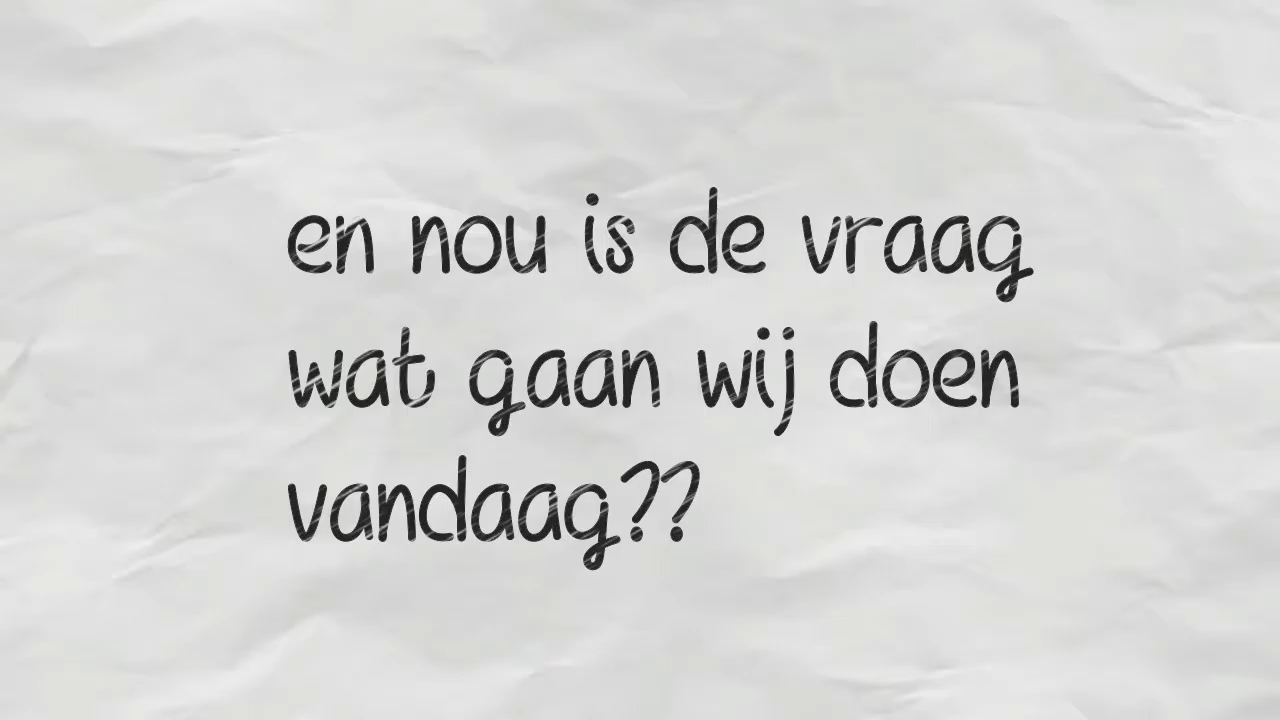 en nou is de vraag
wat gaan wij doen
vandaag??